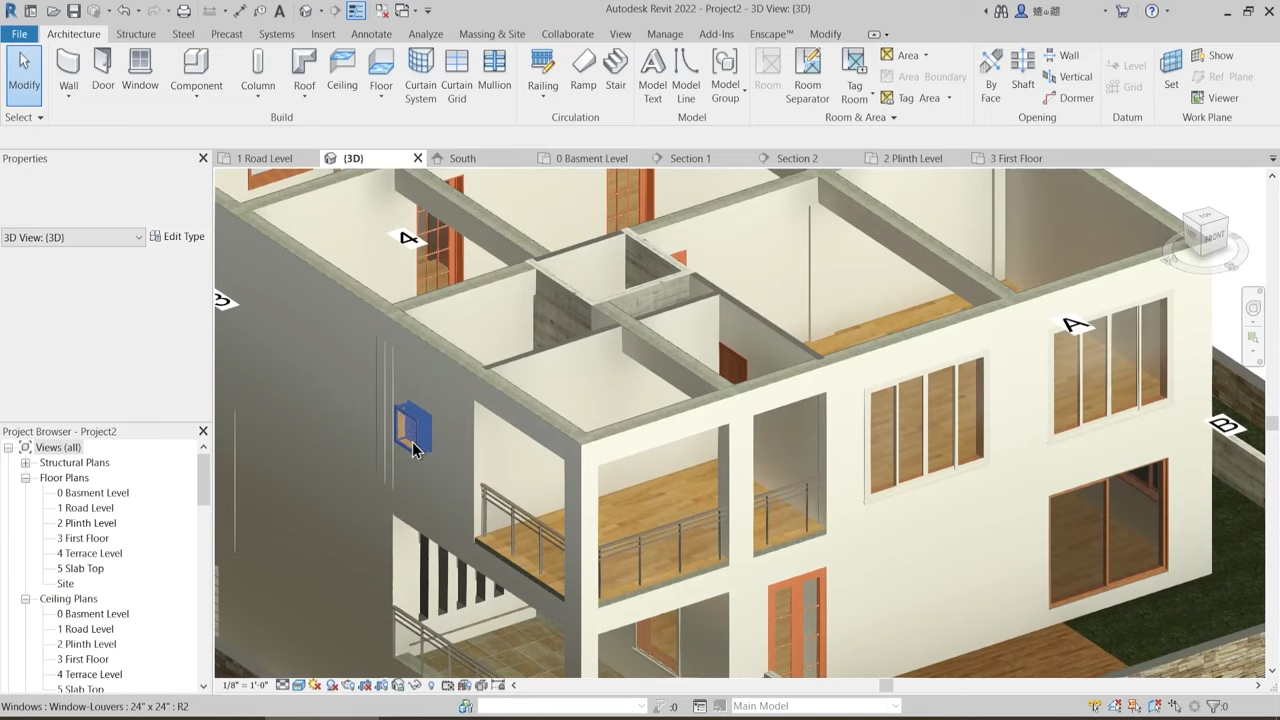 Autodesk Revit 2022 - Project2 - 3D View: {3D}
File Architecture Structure Steel Precast Systems Insert Annotate Analyze Massing & Site Collaborate View Manage Add-Ins Enscape™ Modify
Modify Wall Door Window Component Column Roof Ceiling Floor Curtain System Curtain Grid Mullion Railing Ramp Stair Model Text Model Line Model Group Room Room Separator Tag Room Area Area Boundary Tag Area By Face Shaft Wall Vertical Dormer Level Grid Set Show Ref Plane Viewer
Select Build Circulation Model Room & Area Opening Datum Work Plane
Properties
1 Road Level {3D} South 0 Basment Level Section 1 Section 2 2 Plinth Level 3 First Floor
3D View: {3D} Edit Type
4
B
A
B
TOP
FRONT
Project Browser - Project2
Views (all)
Structural Plans
Floor Plans
0 Basment Level
1 Road Level
2 Plinth Level
3 First Floor
4 Terrace Level
5 Slab Top
Site
Ceiling Plans
0 Basment Level
1 Road Level
2 Plinth Level
3 First Floor
4 Terrace Level
5 Slab Top
1/8" = 1'-0"
Windows : Window-Louvers : 24" x 24" : R2
:0
Main Model
:0